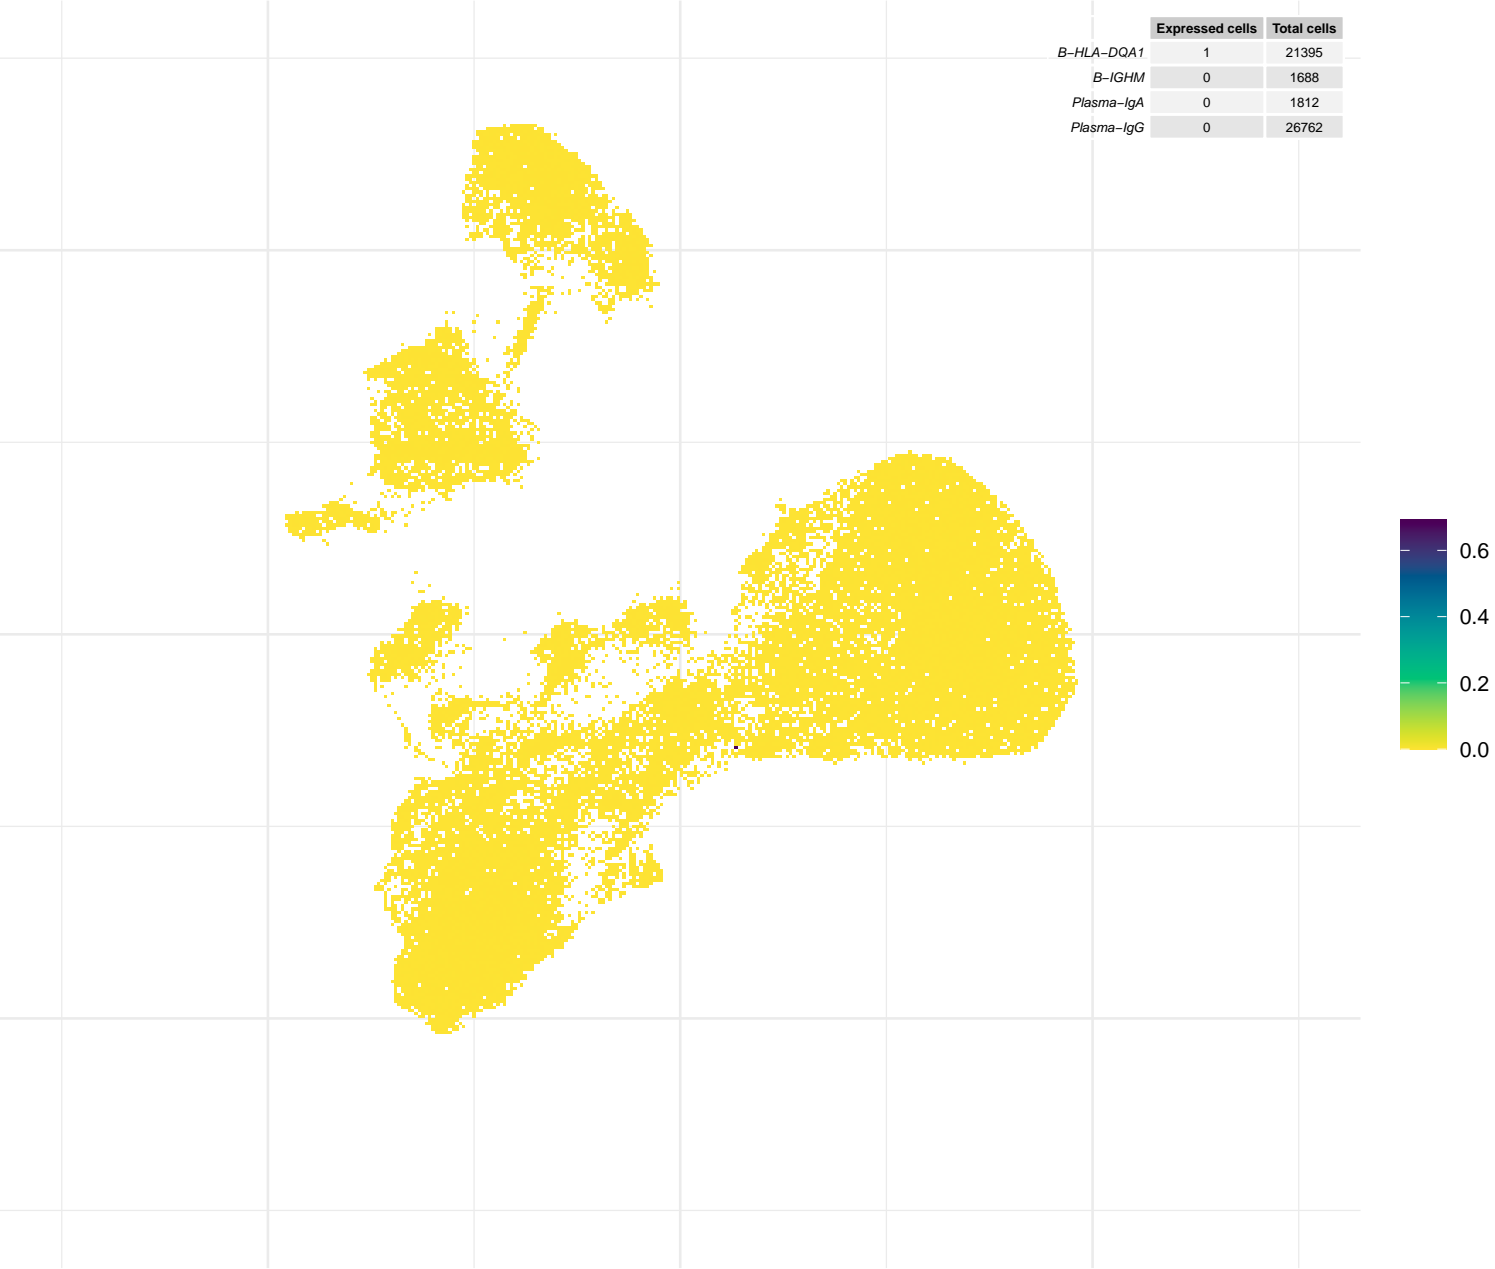 Expressed cells Total cells
B−HLA−DQA1 1 21395
B−IGHM 0 1688
Plasma−IgA 0 1812
Plasma−IgG 0 26762
0.6
0.4
0.2
0.0